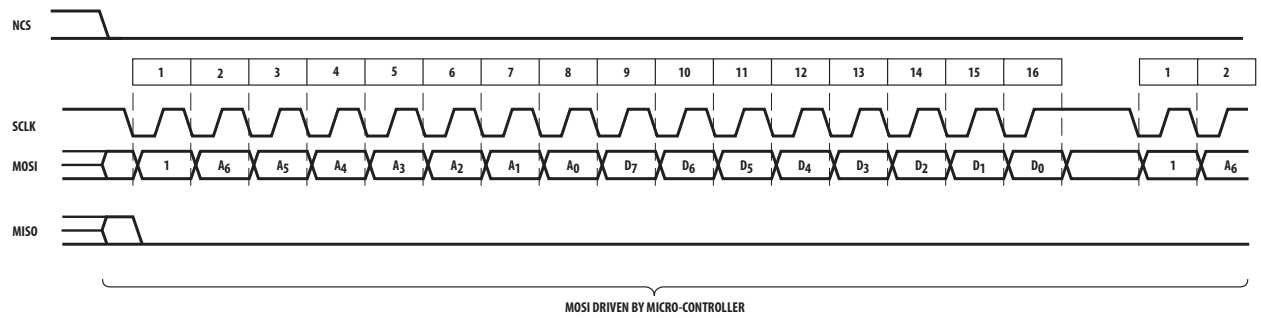 NCS
1 2 3 4 5 6 7 8 9 10 11 12 13 14 15 16 1 2
SCLK
MOSI 1 A6 A5 A4 A3 A2 A1 A0 D7 D6 D5 D4 D3 D2 D1 D0 1 A6
MISO
MOSI DRIVEN BY MICRO-CONTROLLER